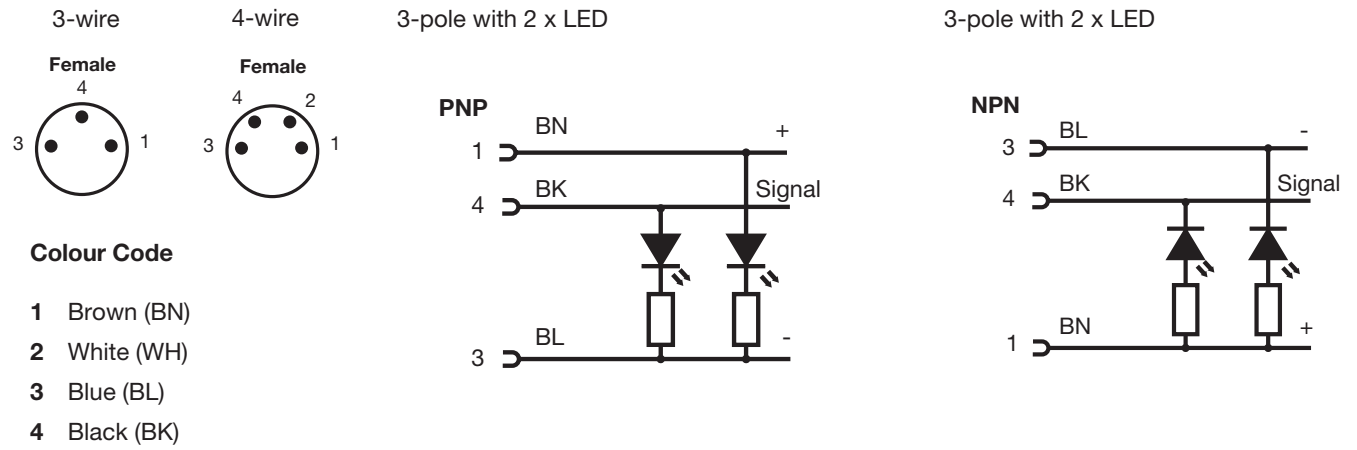 3-wire
Female
4
3
1
4-wire
Female
4 2
3
1
Colour Code
1 Brown (BN)
2 White (WH)
3 Blue (BL)
4 Black (BK)
3-pole with 2 x LED
PNP
1 BN +
4 BK Signal
3 BL -
3-pole with 2 x LED
NPN
3 BL -
4 BK Signal
1 BN +